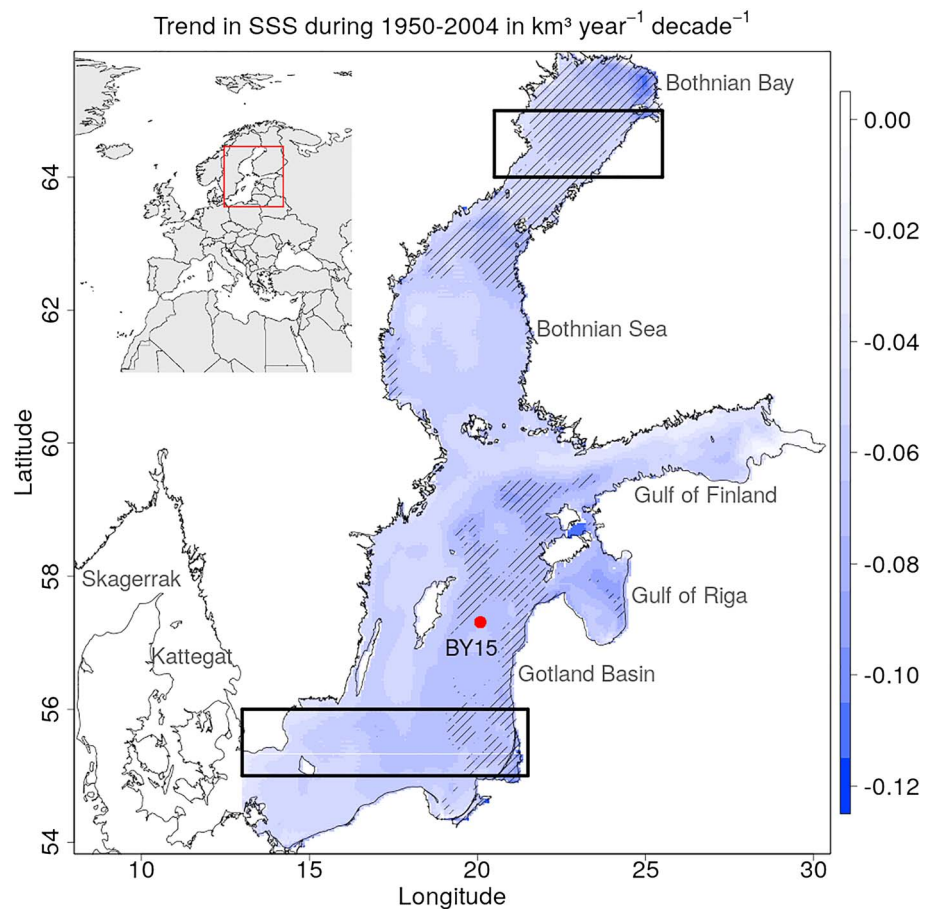 Trend in SSS during 1950-2004 in km³ year⁻¹ decade⁻¹
Bothnian Bay
0.00
64
-0.02
62
Bothnian Sea
-0.04
Latitude
60
-0.06
Gulf of Finland
58
Skagerrak
-0.08
Gulf of Riga
BY15
Kattegat
Gotland Basin
-0.10
56
-0.12
54
10
15
20
25
30
Longitude